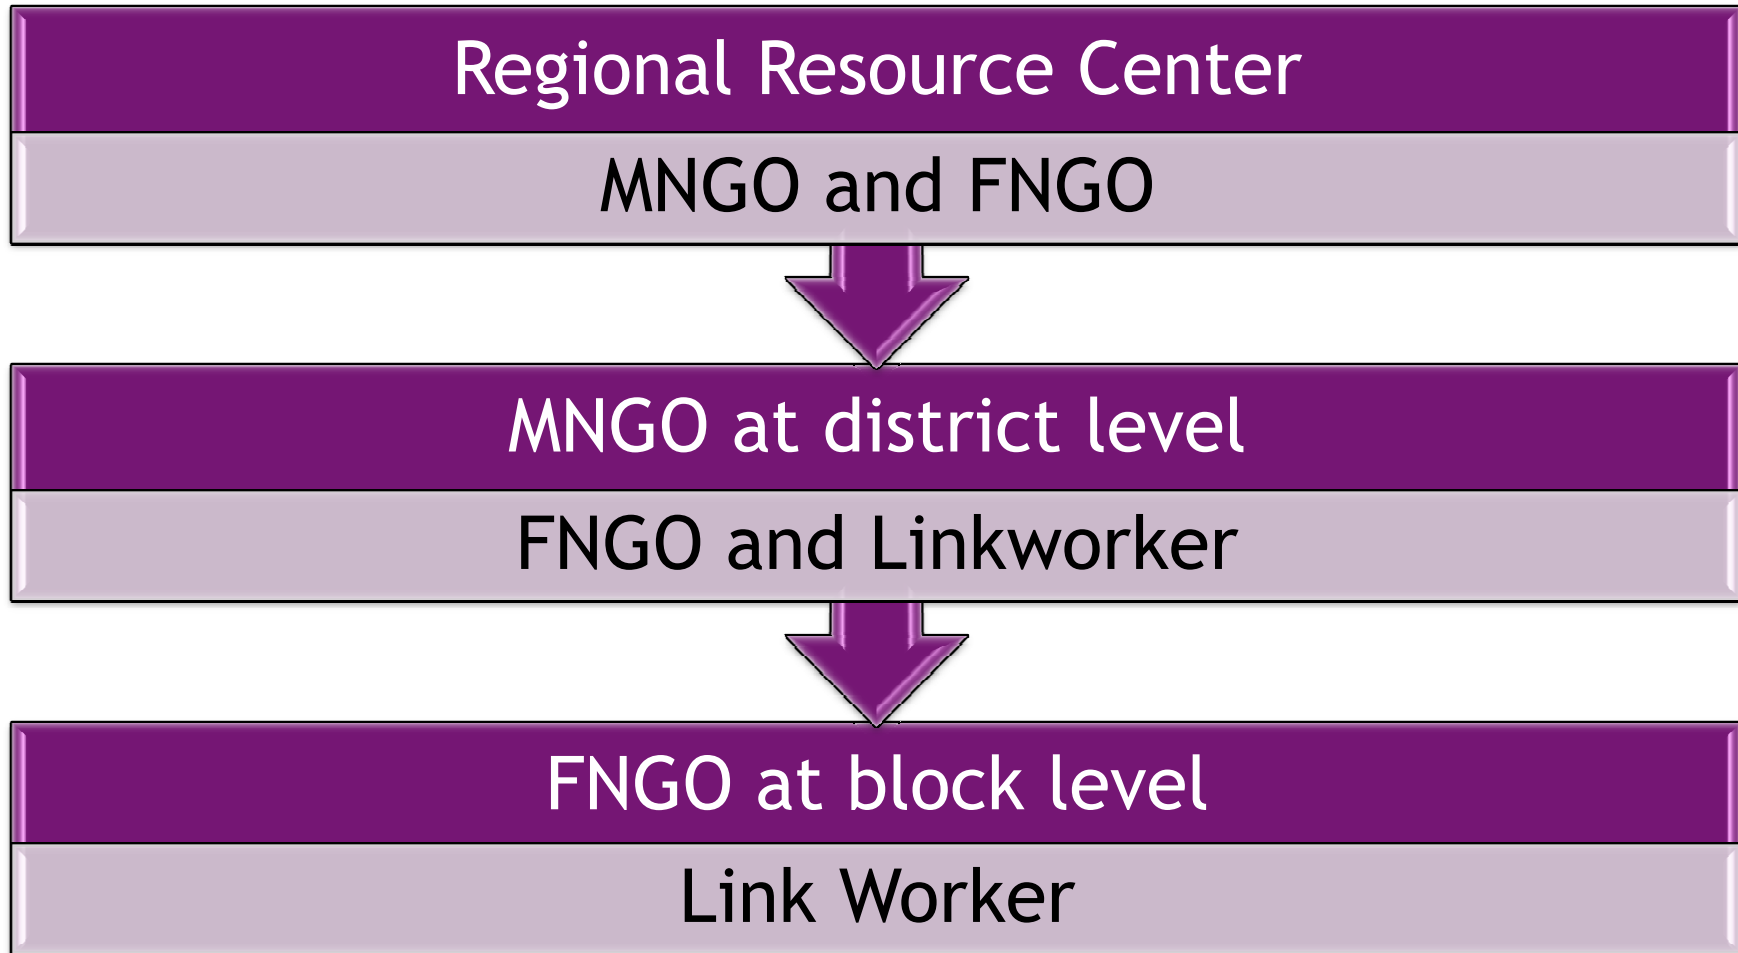 Regional Resource Center
MNGO and FNGO
MNGO at district level
FNGO and Linkworker
FNGO at block level
Link Worker